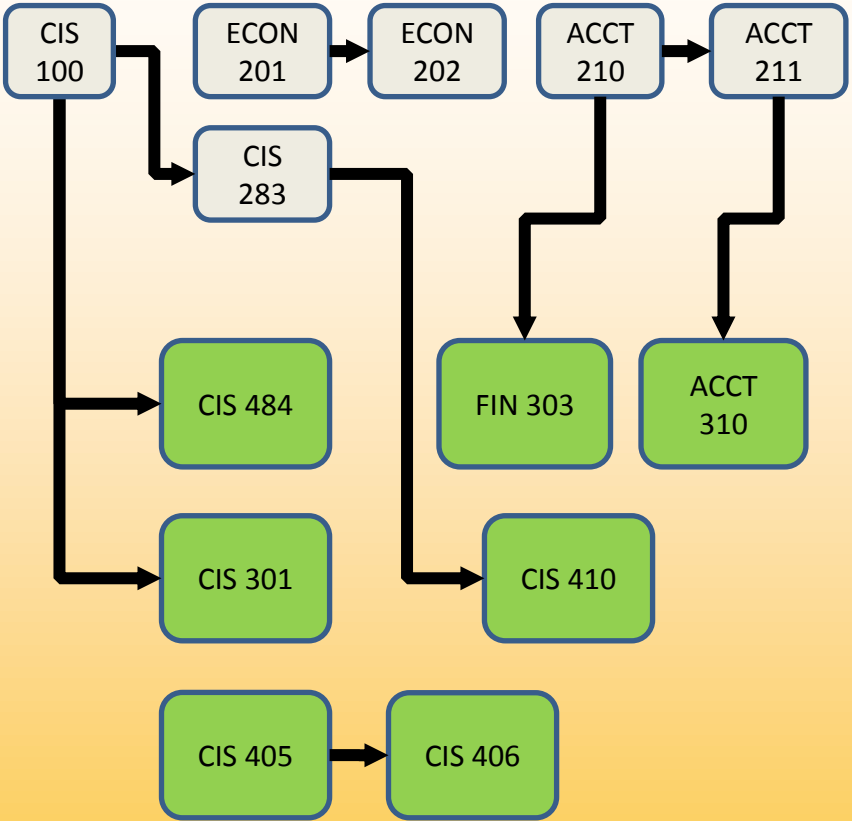 CIS
100
ECON
201
ECON
202
ACCT
210
ACCT
211
CIS
283
CIS 484
FIN 303
ACCT
310
CIS 301
CIS 410
CIS 405
CIS 406